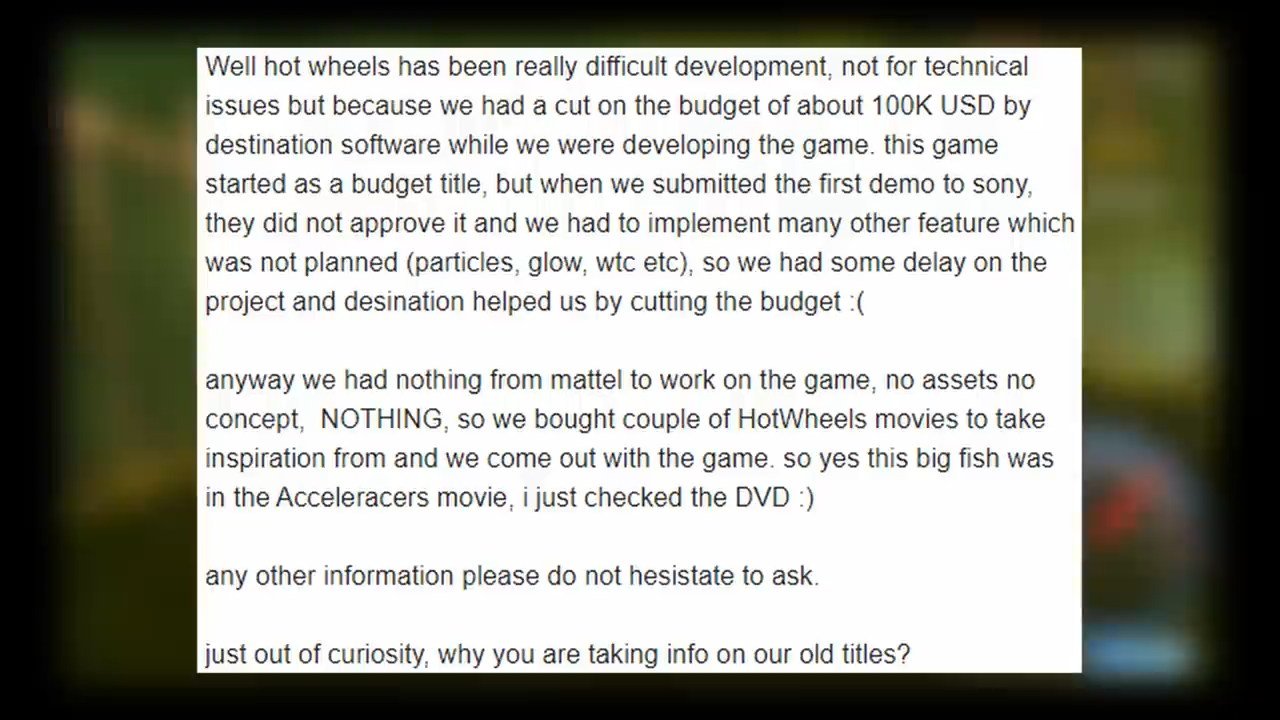 Well hot wheels has been really difficult development, not for technical
issues but because we had a cut on the budget of about 100K USD by
destination software while we were developing the game. this game
started as a budget title, but when we submitted the first demo to sony,
they did not approve it and we had to implement many other feature which
was not planned (particles, glow, wtc etc), so we had some delay on the
project and desination helped us by cutting the budget :(
anyway we had nothing from mattel to work on the game, no assets no
concept,  NOTHING, so we bought couple of HotWheels movies to take
inspiration from and we come out with the game. so yes this big fish was
in the Acceleracers movie, i just checked the DVD :)
any other information please do not hesistate to ask.
just out of curiosity, why you are taking info on our old titles?